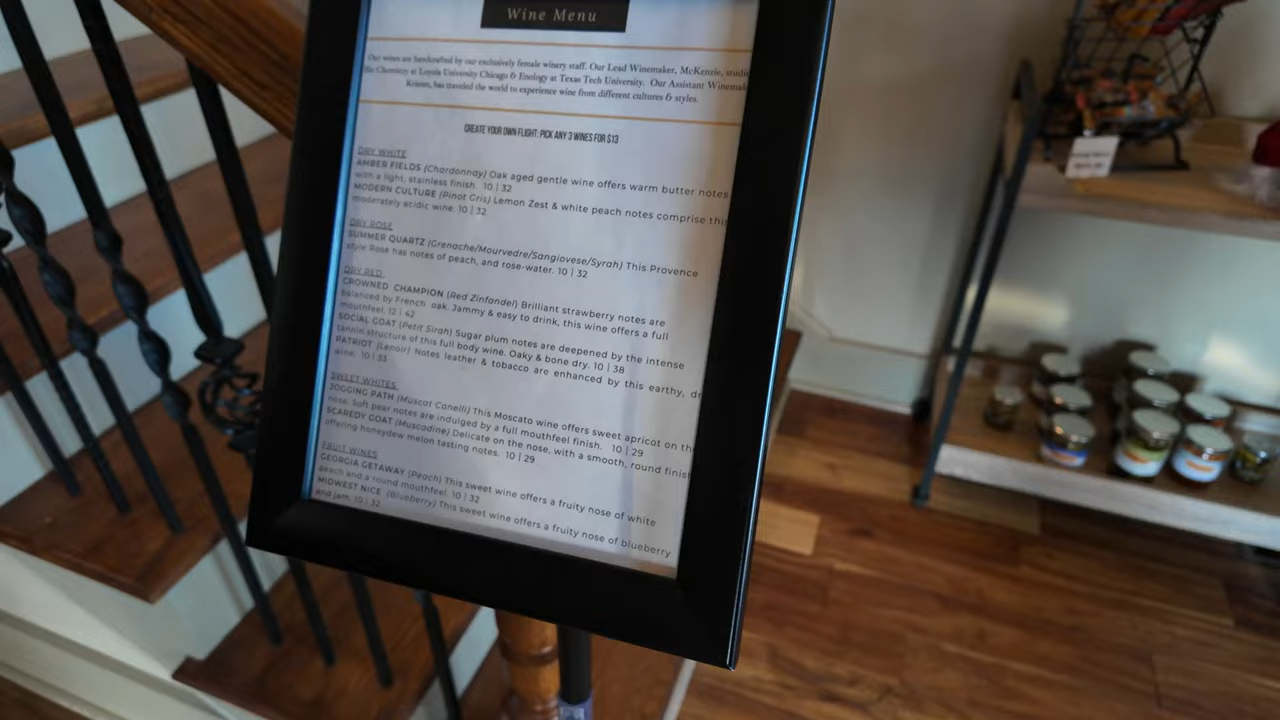 Wine Menu
Our wines are handcrafted by our exclusively female winery staff. Our Lead Winemaker, McKenzie, studi
Chemistry at Loyola University Chicago & Enology at Texas Tech University. Our Assistant Winemak
Kristen, has traveled the world to experience wine from different cultures & styles.
CREATE YOUR OWN FLIGHT: PICK ANY 3 WINES FOR $13
DRY WHITE
AMBER FIELDS (Chardonnay) Oak aged gentle wine offers warm butter notes
with a light, stainless finish. 10 | 32
MODERN CULTURE (Pinot Gris) Lemon Zest & white peach notes comprise this
moderately acidic wine. 10 | 32
DRY ROSE
SUMMER QUARTZ (Grenache/Mourvedre/Sangiovese/Syrah) This Provence
style Rose has notes of peach, and rose-water. 10 | 32
DRY RED
CROWNED CHAMPION (Red Zinfandel) Brilliant strawberry notes are
balanced by French oak. Jammy & easy to drink, this wine offers a full
mouthfeel. 12 | 42
SOCIAL GOAT (Petit Sirah) Sugar plum notes are deepened by the intense
tannin structure of this full body wine. Oaky & bone dry. 10 | 38
PATRIOT (Lenoir) Notes leather & tobacco are enhanced by this earthy, dr
wine. 10 | 33
SWEET WHITES
JOGGING PATH (Muscat Canelli) This Moscato wine offers sweet apricot on th
nose. Soft pear notes are indulged by a full mouthfeel finish. 10 | 29
SCAREDY GOAT (Muscadine) Delicate on the nose, with a smooth, round finis
offering honeydew melon tasting notes. 10 | 29
FRUIT WINES
GEORGIA GETAWAY (Peach) This sweet wine offers a fruity nose of white
peach and a round mouthfeel. 10 | 32
MIDWEST NICE (Blueberry) This sweet wine offers a fruity nose of blueberry
and jam. 10 | 32